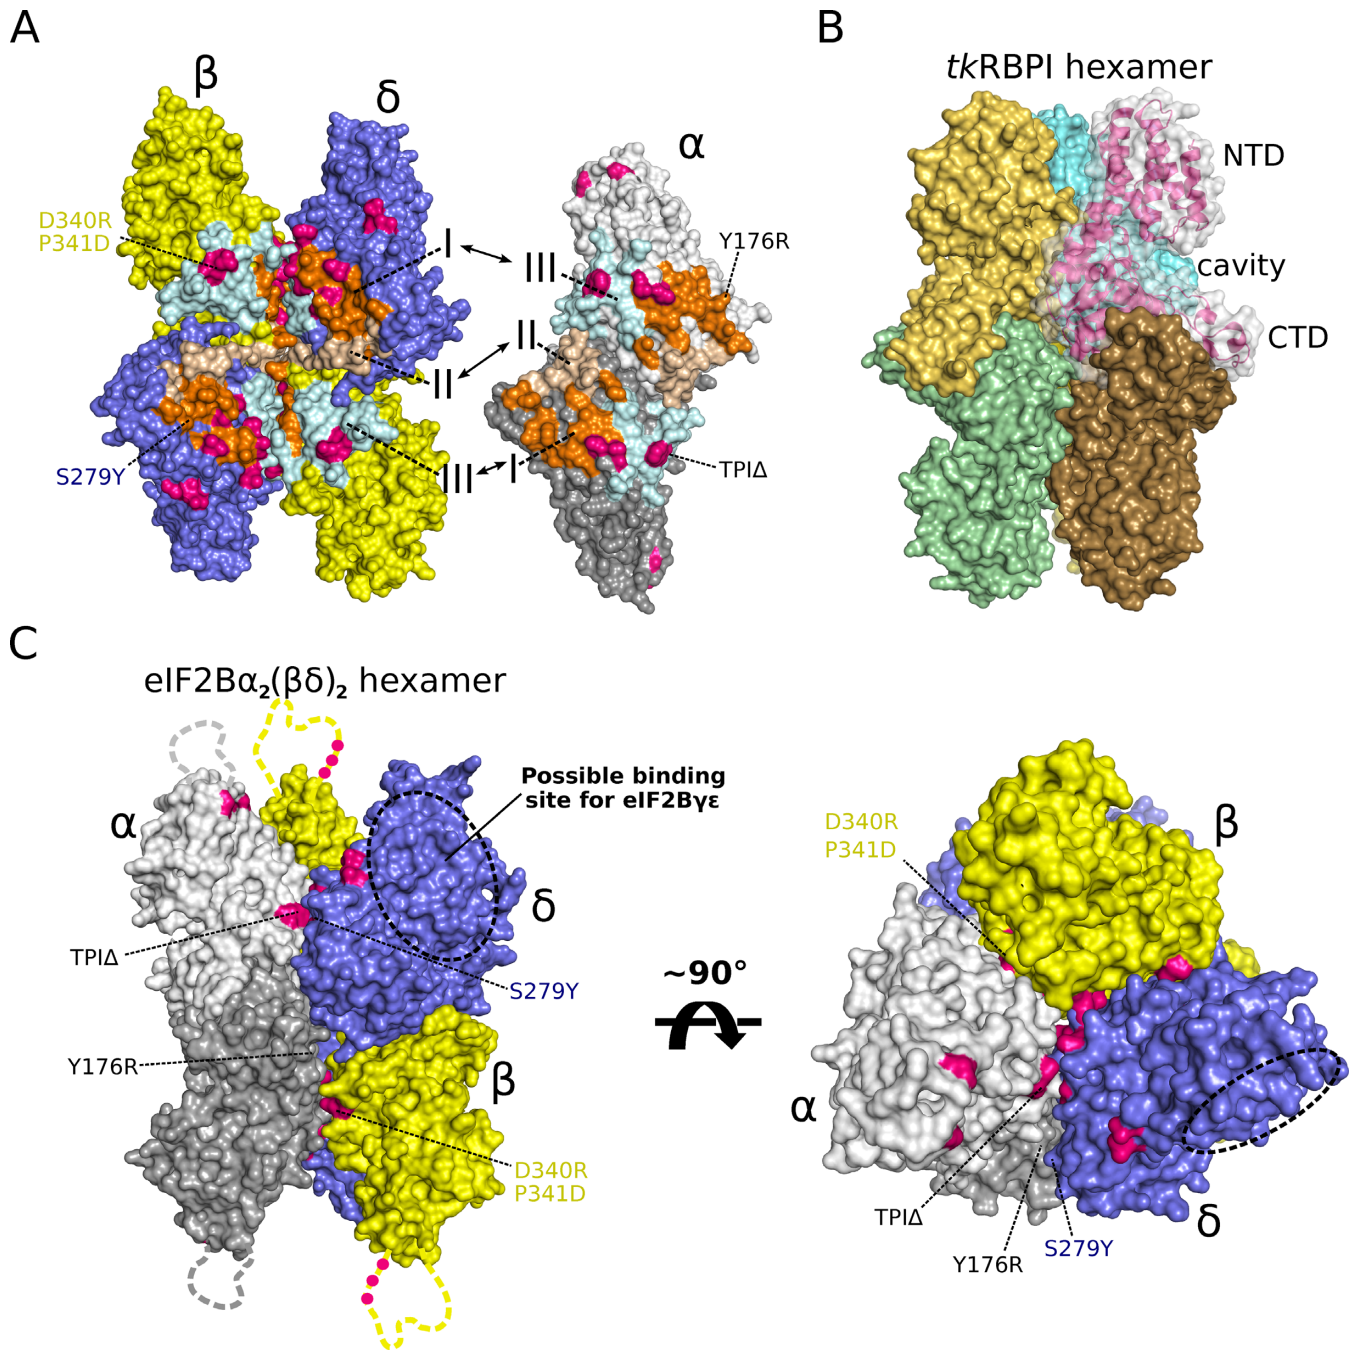 A
β
δ
α
D340R
P341D
I
III
Y176R
II
II
S279Y
III
I
TPIΔ
B
tkRBPI hexamer
NTD
cavity
CTD
C
eIF2Bα₂(βδ)₂ hexamer
Possible binding
site for eIF2Bγε
α
δ
TPIΔ
S279Y
Y176R
β
D340R
P341D
~90°
D340R
P341D
β
α
TPIΔ
Y176R
S279Y
δ